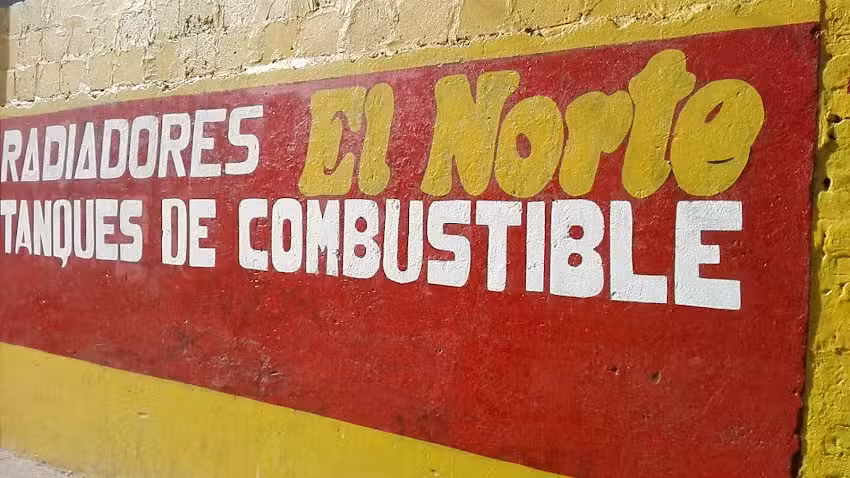 RADIADORES El Norte
TANQUES DE COMBUSTIBLE